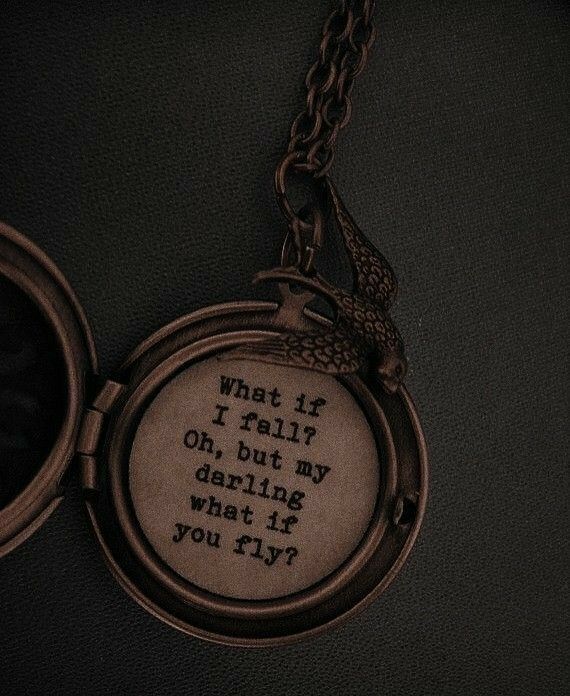 What if
I fall?
Oh, but my
darling
what if
you fly?